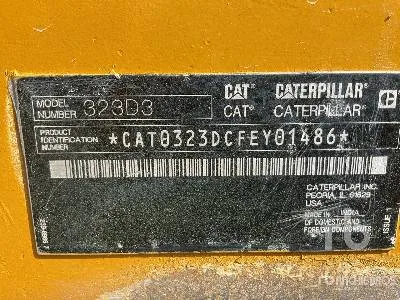 MODEL NUMBER 323D3
CAT CATERPILLAR
CAT CATERPILLAR
PRODUCT IDENTIFICATION NUMBER *CAT0323DCFEY01486*
CATERPILLAR INC.
PEORIA, IL 61629
USA
MADE IN INDIA
OF DOMESTIC AND
FOREIGN COMPONENTS
ISSUE 1